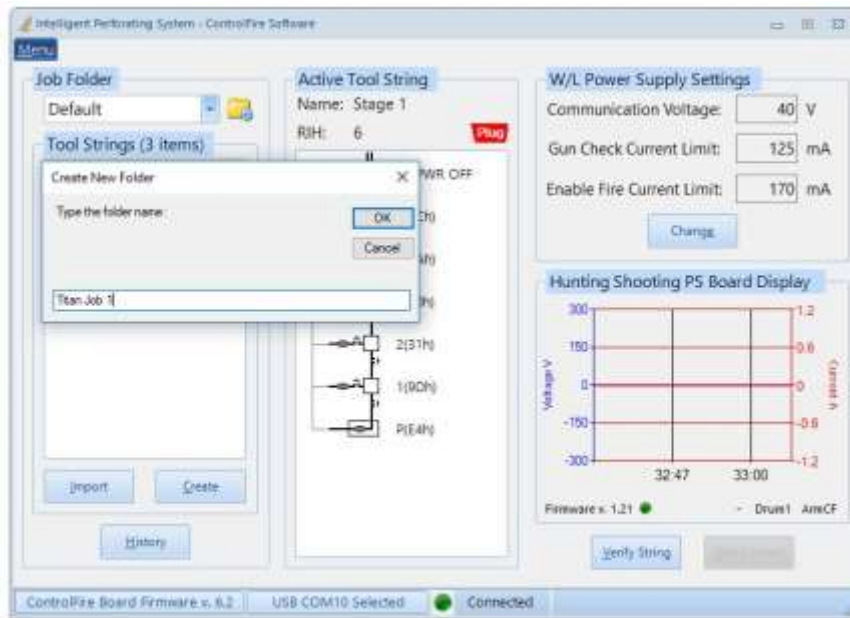 Intelligent Perforating System - ControlFire Software
Menu
Job Folder
Default
Tool Strings (3 items)
Create New Folder
Type the folder name
OK
Cancel
Titan Job 1
Import
Create
History
Active Tool String
Name: Stage 1
RIH: 6
Plug
PWR OFF
2(31h)
1(9Dh)
P(E4h)
W/L Power Supply Settings
Communication Voltage: 40 V
Gun Check Current Limit: 125 mA
Enable Fire Current Limit: 170 mA
Change
Hunting Shooting PS Board Display
Voltage V
300
150
0
-150
-300
1.2
0.6
0
-0.6
-1.2
Current A
32:47 33:00
Firmware v. 1.21 - Drum1 ArmCF
Verify String
ControlFire Board Firmware v. 6.2 USB COM10 Selected Connected